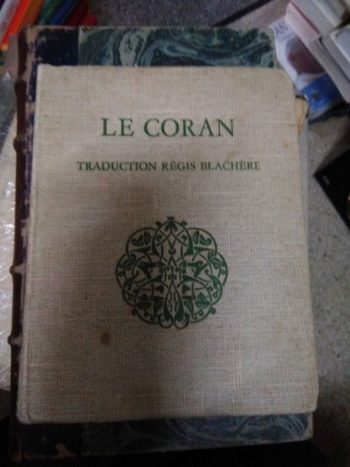 LE CORAN
TRADUCTION RÉGIS BLACHÈRE